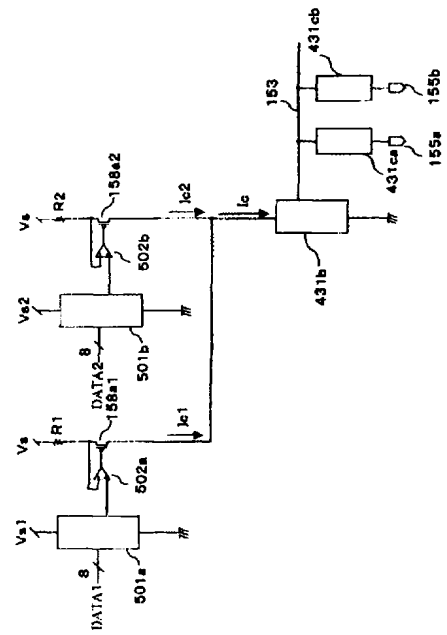 Vs1
Vs
R1
DATA1
8
158a1
502a
501a
Ic1
Vs2
Vs
R2
DATA2
8
158a2
502b
501b
Ic2
Ic
431b
153
431ca
431cb
155a
155b